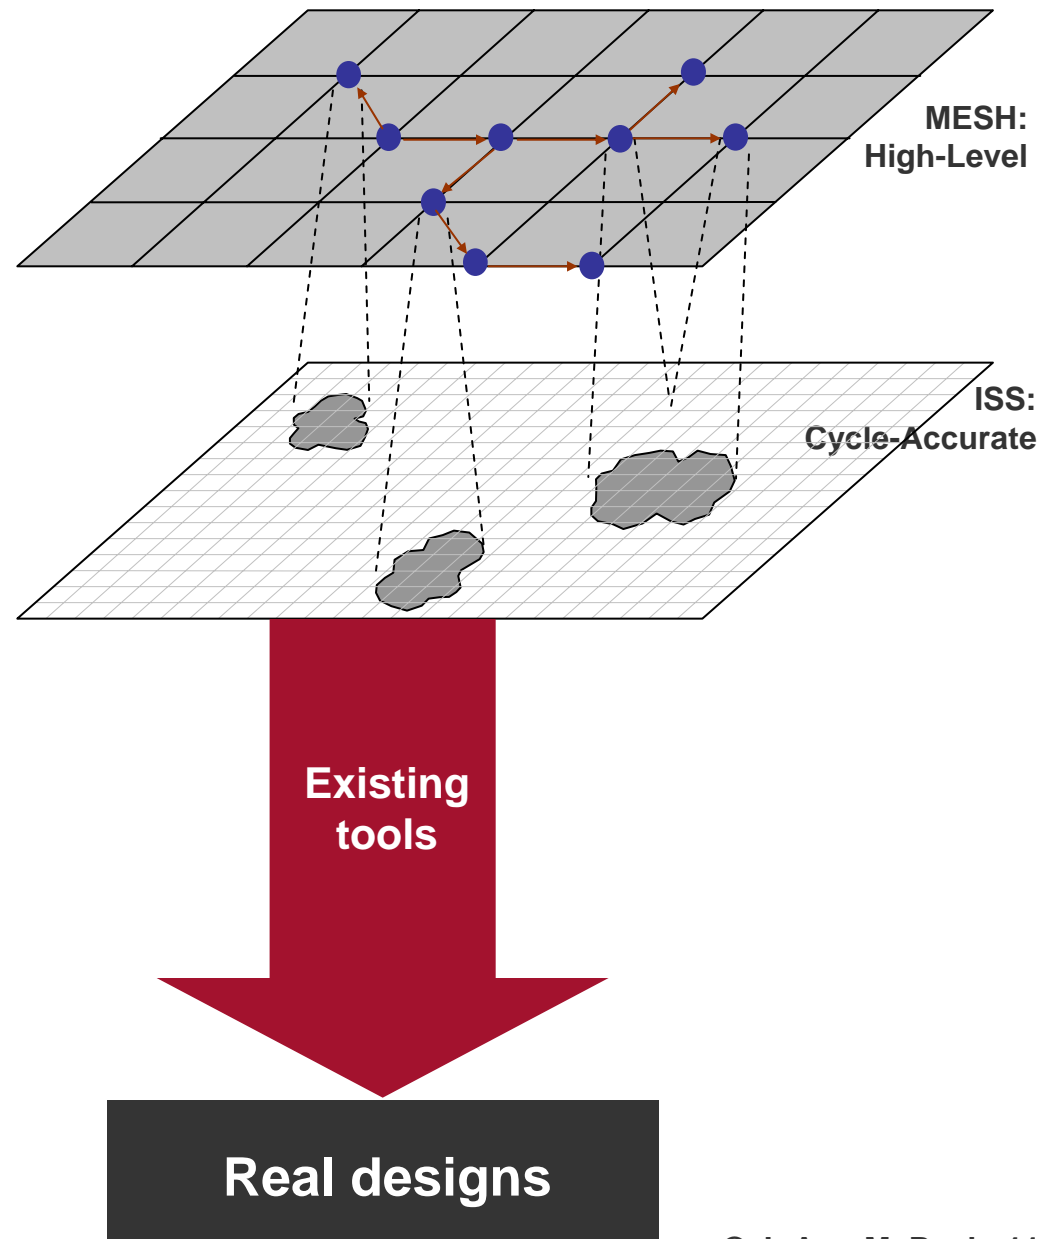 MESH:
High-Level
ISS:
Cycle-Accurate
Existing
tools
Real designs